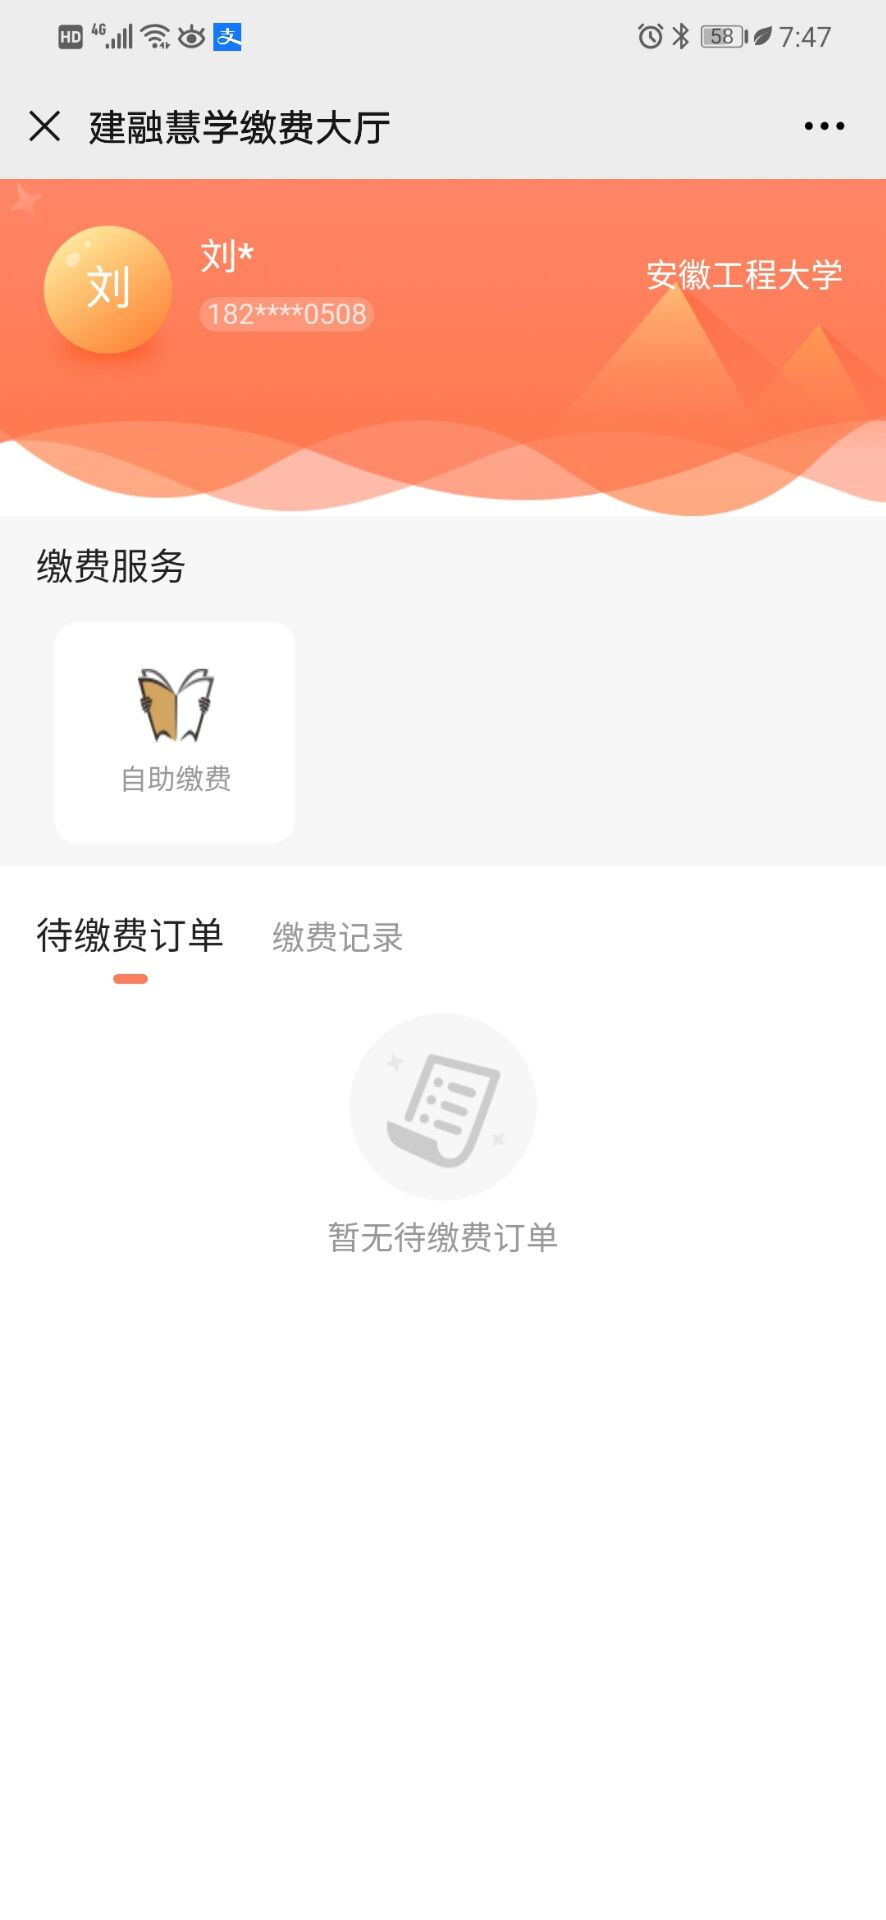 HD 4G 支 58 7:47
建融慧学缴费大厅
刘
刘*
182****0508
安徽工程大学
缴费服务
自助缴费
待缴费订单 缴费记录
暂无待缴费订单